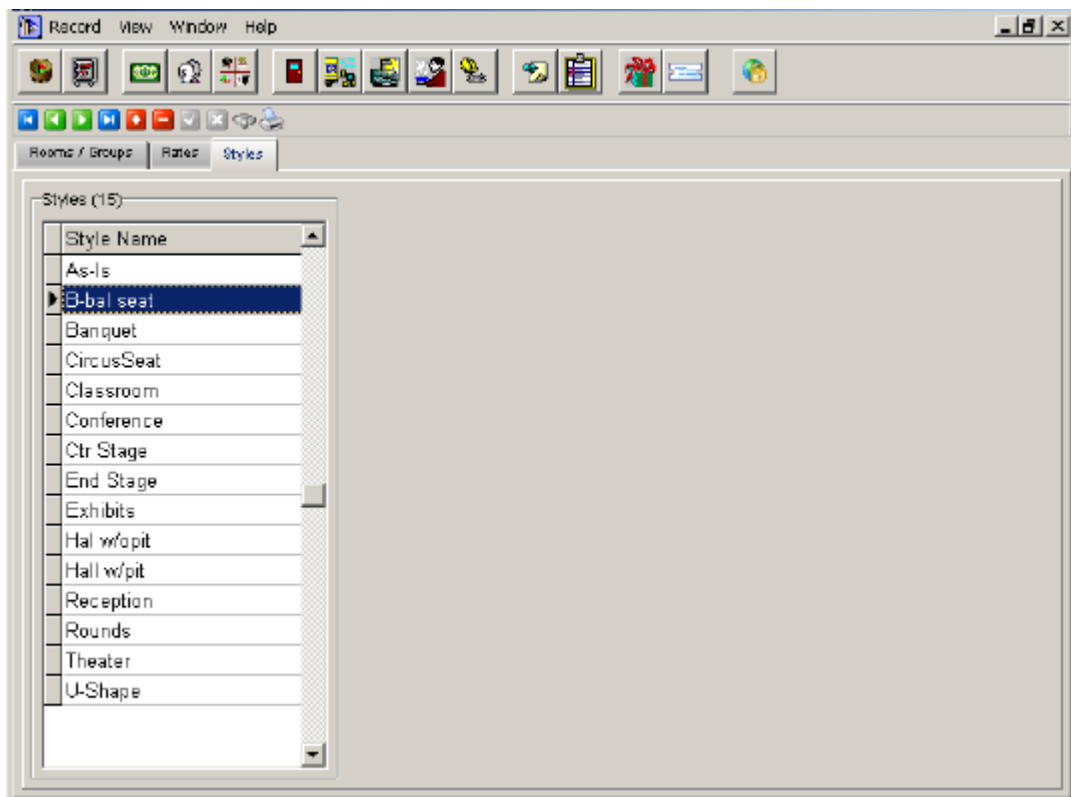 Record View Window Help
Rooms / Groups Rates Styles
Styles (15)
Style Name
As-Is
B-bal seat
Banquet
CircusSeat
Classroom
Conference
Ctr Stage
End Stage
Exhibits
Hal w/opit
Hall w/pit
Reception
Rounds
Theater
U-Shape